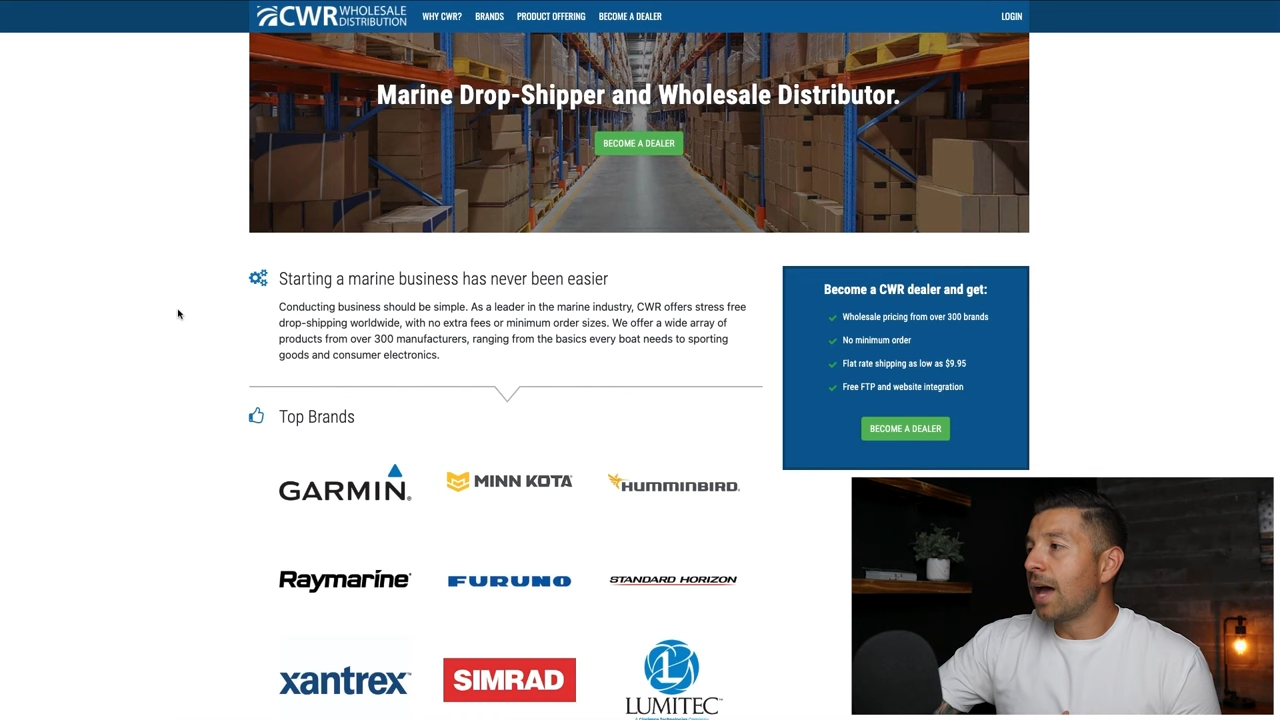 CWR WHOLESALE DISTRIBUTION
WHY CWR?
BRANDS
PRODUCT OFFERING
BECOME A DEALER
LOGIN
Marine Drop-Shipper and Wholesale Distributor.
BECOME A DEALER
Starting a marine business has never been easier
Conducting business should be simple. As a leader in the marine industry, CWR offers stress free
drop-shipping worldwide, with no extra fees or minimum order sizes. We offer a wide array of
products from over 300 manufacturers, ranging from the basics every boat needs to sporting
goods and consumer electronics.
Become a CWR dealer and get:
Wholesale pricing from over 300 brands
No minimum order
Flat rate shipping as low as $9.95
Free FTP and website integration
BECOME A DEALER
Top Brands
GARMIN
MINN KOTA
HUMMINBIRD
Raymarine
FURUNO
STANDARD HORIZON
xantrex
SIMRAD
L
LUMITEC